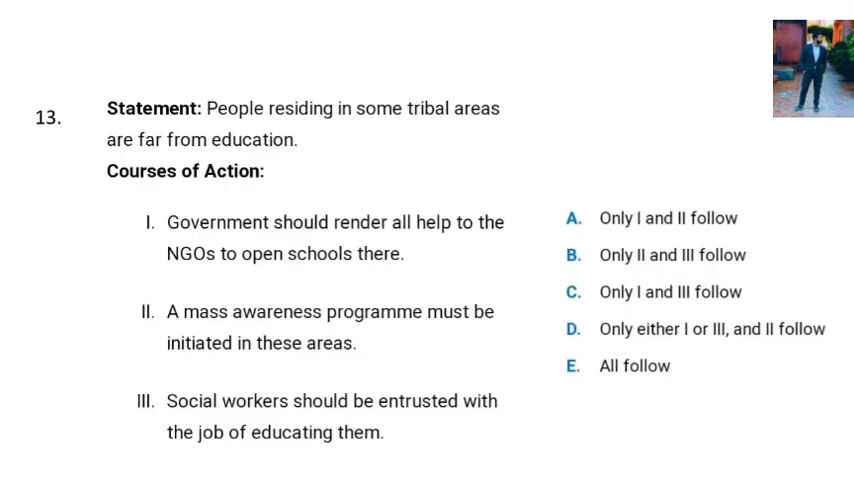 13.
Statement: People residing in some tribal areas
are far from education.
Courses of Action:
I. Government should render all help to the
NGOs to open schools there.
II. A mass awareness programme must be
initiated in these areas.
III. Social workers should be entrusted with
the job of educating them.
A. Only I and II follow
B. Only II and III follow
C. Only I and III follow
D. Only either I or III, and II follow
E. All follow